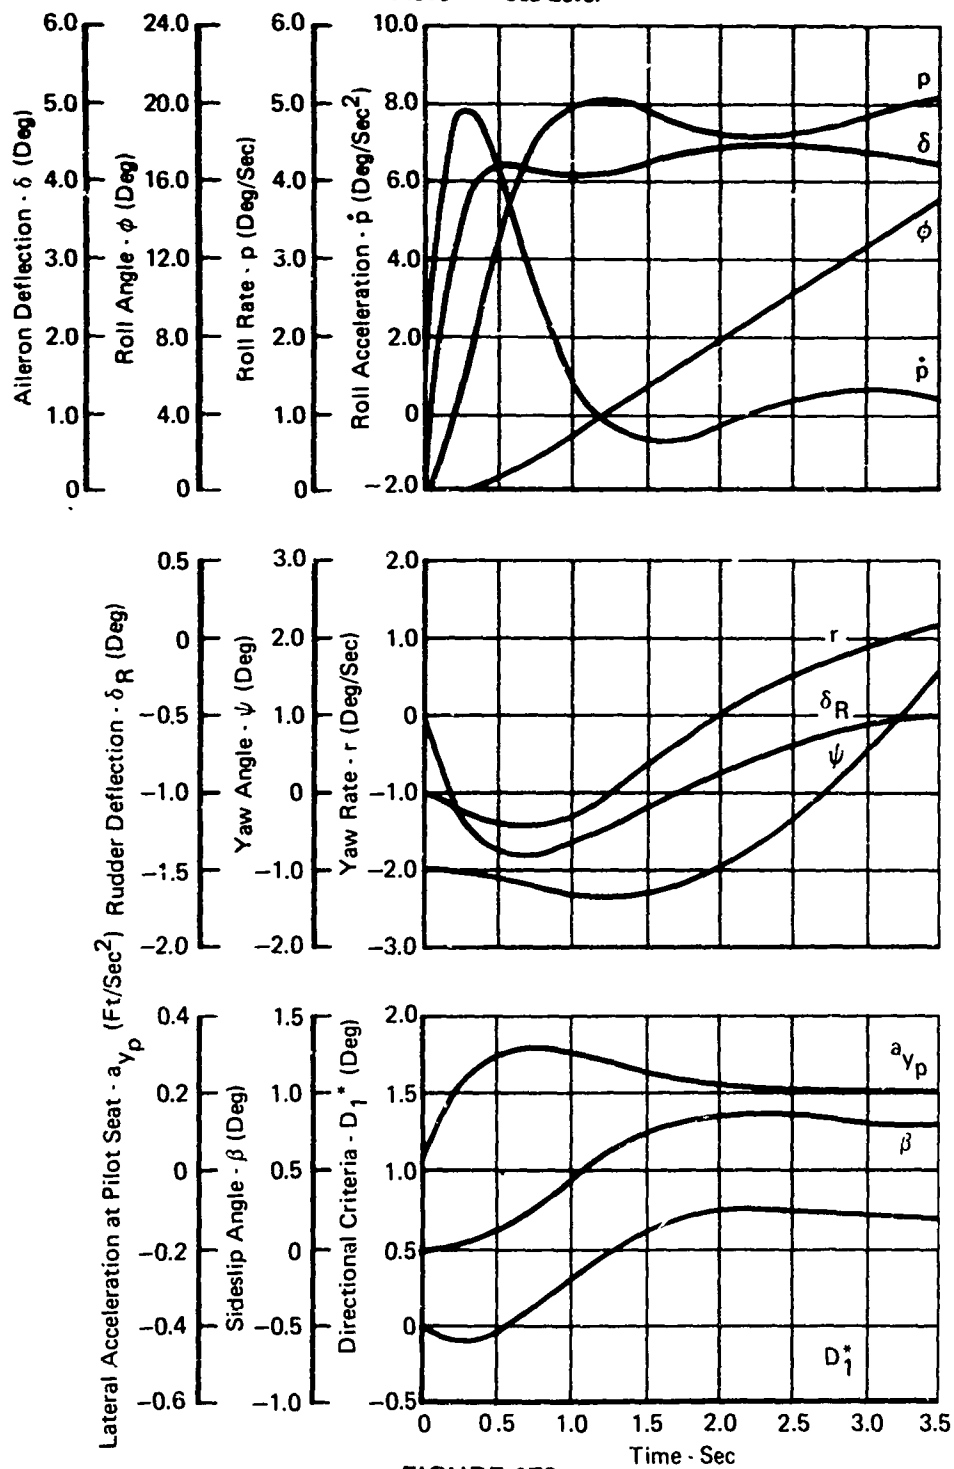 6.0
5.0
4.0
3.0
2.0
1.0
0
Aileron Deflection - δ (Deg)
24.0
20.0
16.0
12.0
8.0
4.0
0
Roll Angle - ϕ (Deg)
6.0
5.0
4.0
3.0
2.0
1.0
0
Roll Rate - p (Deg/Sec)
10.0
8.0
6.0
4.0
2.0
0
-2.0
Roll Acceleration - ṗ (Deg/Sec²)
p
δ
ϕ
ṗ
0.5
0
-0.5
-1.0
-1.5
-2.0
Rudder Deflection - δR (Deg)
3.0
2.0
1.0
0
-1.0
-2.0
Yaw Angle - ψ (Deg)
2.0
1.0
0
-1.0
-2.0
-3.0
Yaw Rate - r (Deg/Sec)
r
δR
ψ
0.4
0.2
0
-0.2
-0.4
-0.6
Lateral Acceleration at Pilot Seat - ayp (Ft/Sec²)
1.5
1.0
0.5
0
-0.5
-1.0
Sideslip Angle - β (Deg)
2.0
1.5
1.0
0.5
0
-0.5
Directional Criteria - D1* (Deg)
ayp
β
D1*
0 0.5 1.0 1.5 2.0 2.5 3.0 3.5
Time - Sec